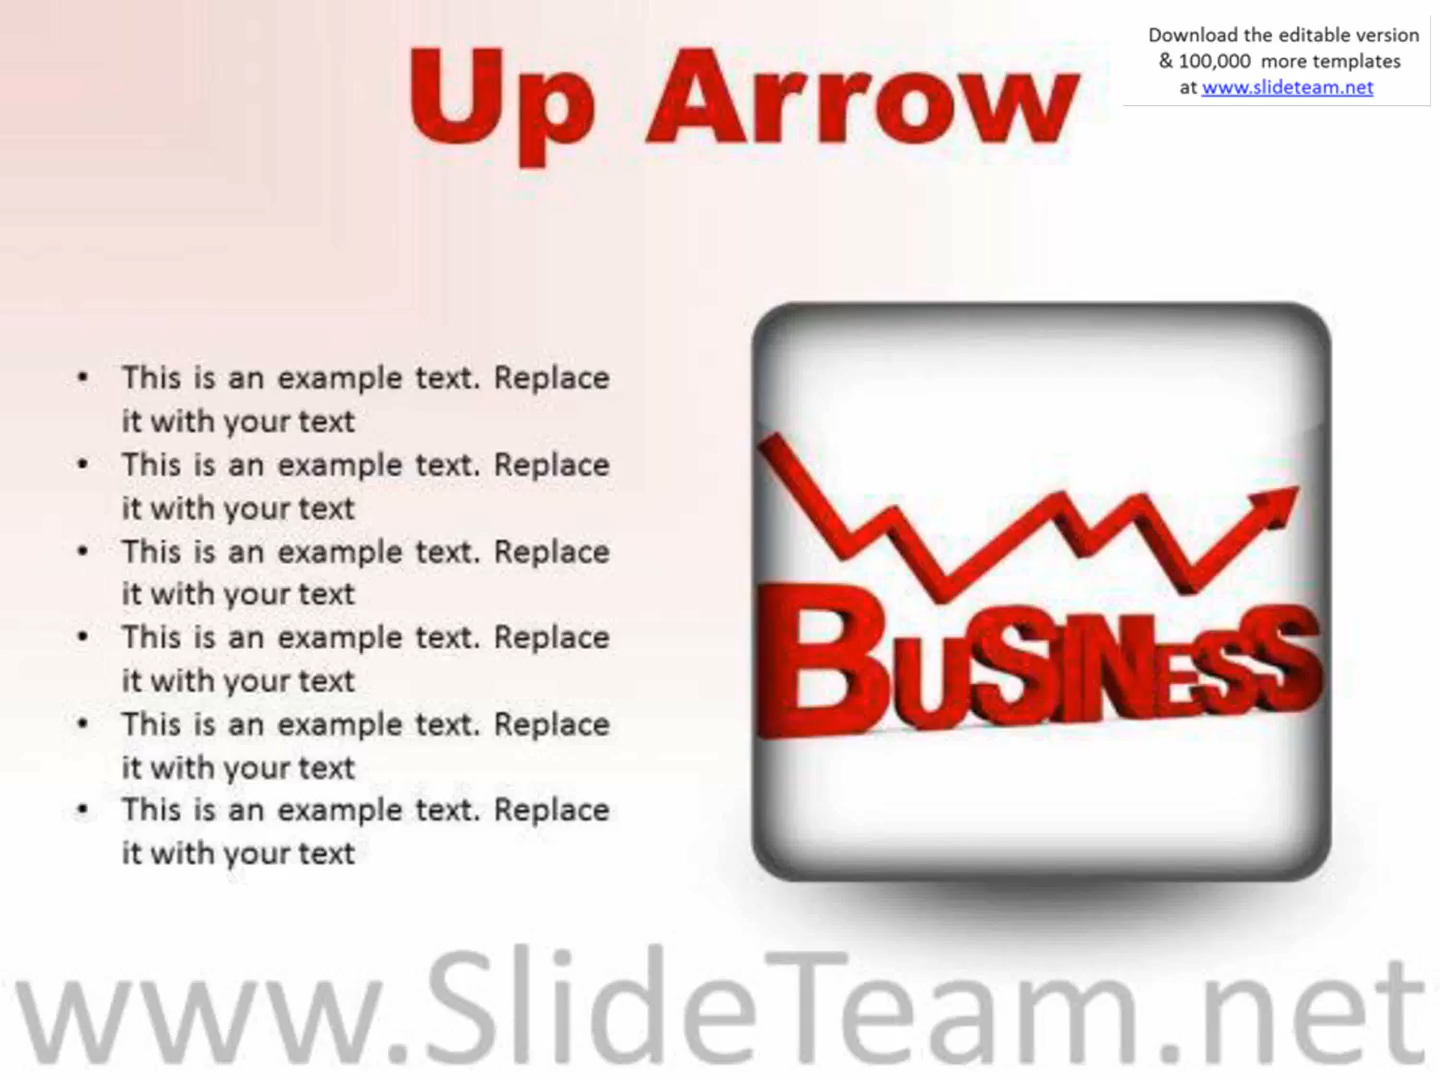 Up Arrow
Download the editable version
& 100,000 more templates
at www.slideteam.net
• This is an example text. Replace
it with your text
• This is an example text. Replace
it with your text
• This is an example text. Replace
it with your text
• This is an example text. Replace
it with your text
• This is an example text. Replace
it with your text
• This is an example text. Replace
it with your text
BUSINESS
www.SlideTeam.net